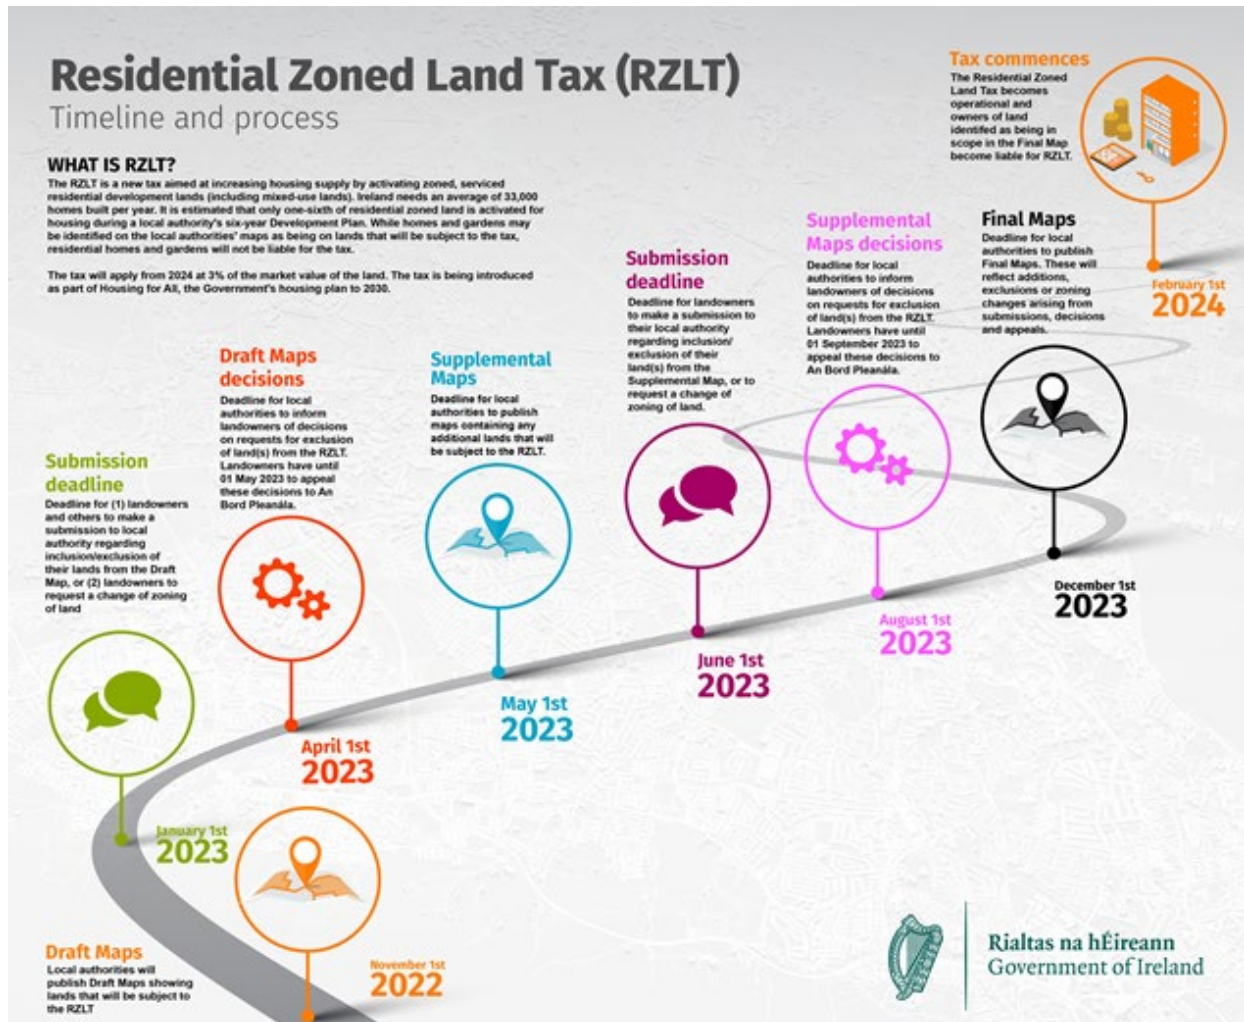 Residential Zoned Land Tax (RZLT)
Timeline and process
WHAT IS RZLT?
The RZLT is a new tax aimed at increasing housing supply by activating zoned, serviced
residential development lands (including mixed-use lands). Ireland needs an average of 33,000
homes built per year. It is estimated that only one-sixth of residential zoned land is activated for
housing during a local authority's six-year Development Plan. While homes and gardens may
be identified on the local authorities' maps as being on lands that will be subject to the tax,
residential homes and gardens will not be liable for the tax.
The tax will apply from 2024 at 3% of the market value of the land. The tax is being introduced
as part of Housing for All, the Government's housing plan to 2030.
Draft Maps
Local authorities will
publish Draft Maps showing
lands that will be subject to
the RZLT
November 1st
2022
Submission
deadline
Deadline for (1) landowners
and others to make a
submission to local
authority regarding
inclusion/exclusion of
their lands from the Draft
Map, or (2) landowners to
request a change of zoning
of land
January 1st
2023
Draft Maps
decisions
Deadline for local
authorities to inform
landowners of decisions
on requests for exclusion
of land(s) from the RZLT.
Landowners have until
01 May 2023 to appeal
these decisions to An
Bord Pleanála.
April 1st
2023
Supplemental
Maps
Deadline for local
authorities to publish
maps containing any
additional lands that will
be subject to the RZLT.
May 1st
2023
Submission
deadline
Deadline for landowners
to make a submission to
their local authority
regarding inclusion/
exclusion of their
land(s) from the
Supplemental Map, or to
request a change of
zoning of land.
June 1st
2023
Supplemental
Maps decisions
Deadline for local
authorities to inform
landowners of decisions
on requests for exclusion
of land(s) from the RZLT.
Landowners have until
01 September 2023 to
appeal these decisions to
An Bord Pleanála.
August 1st
2023
Final Maps
Deadline for local
authorities to publish
Final Maps. These will
reflect additions,
exclusions or zoning
changes arising from
submissions, decisions
and appeals.
December 1st
2023
Tax commences
The Residential Zoned
Land Tax becomes
operational and
owners of land
identifed as being in
scope in the Final Map
become liable for RZLT.
February 1st
2024
Rialtas na hÉireann
Government of Ireland